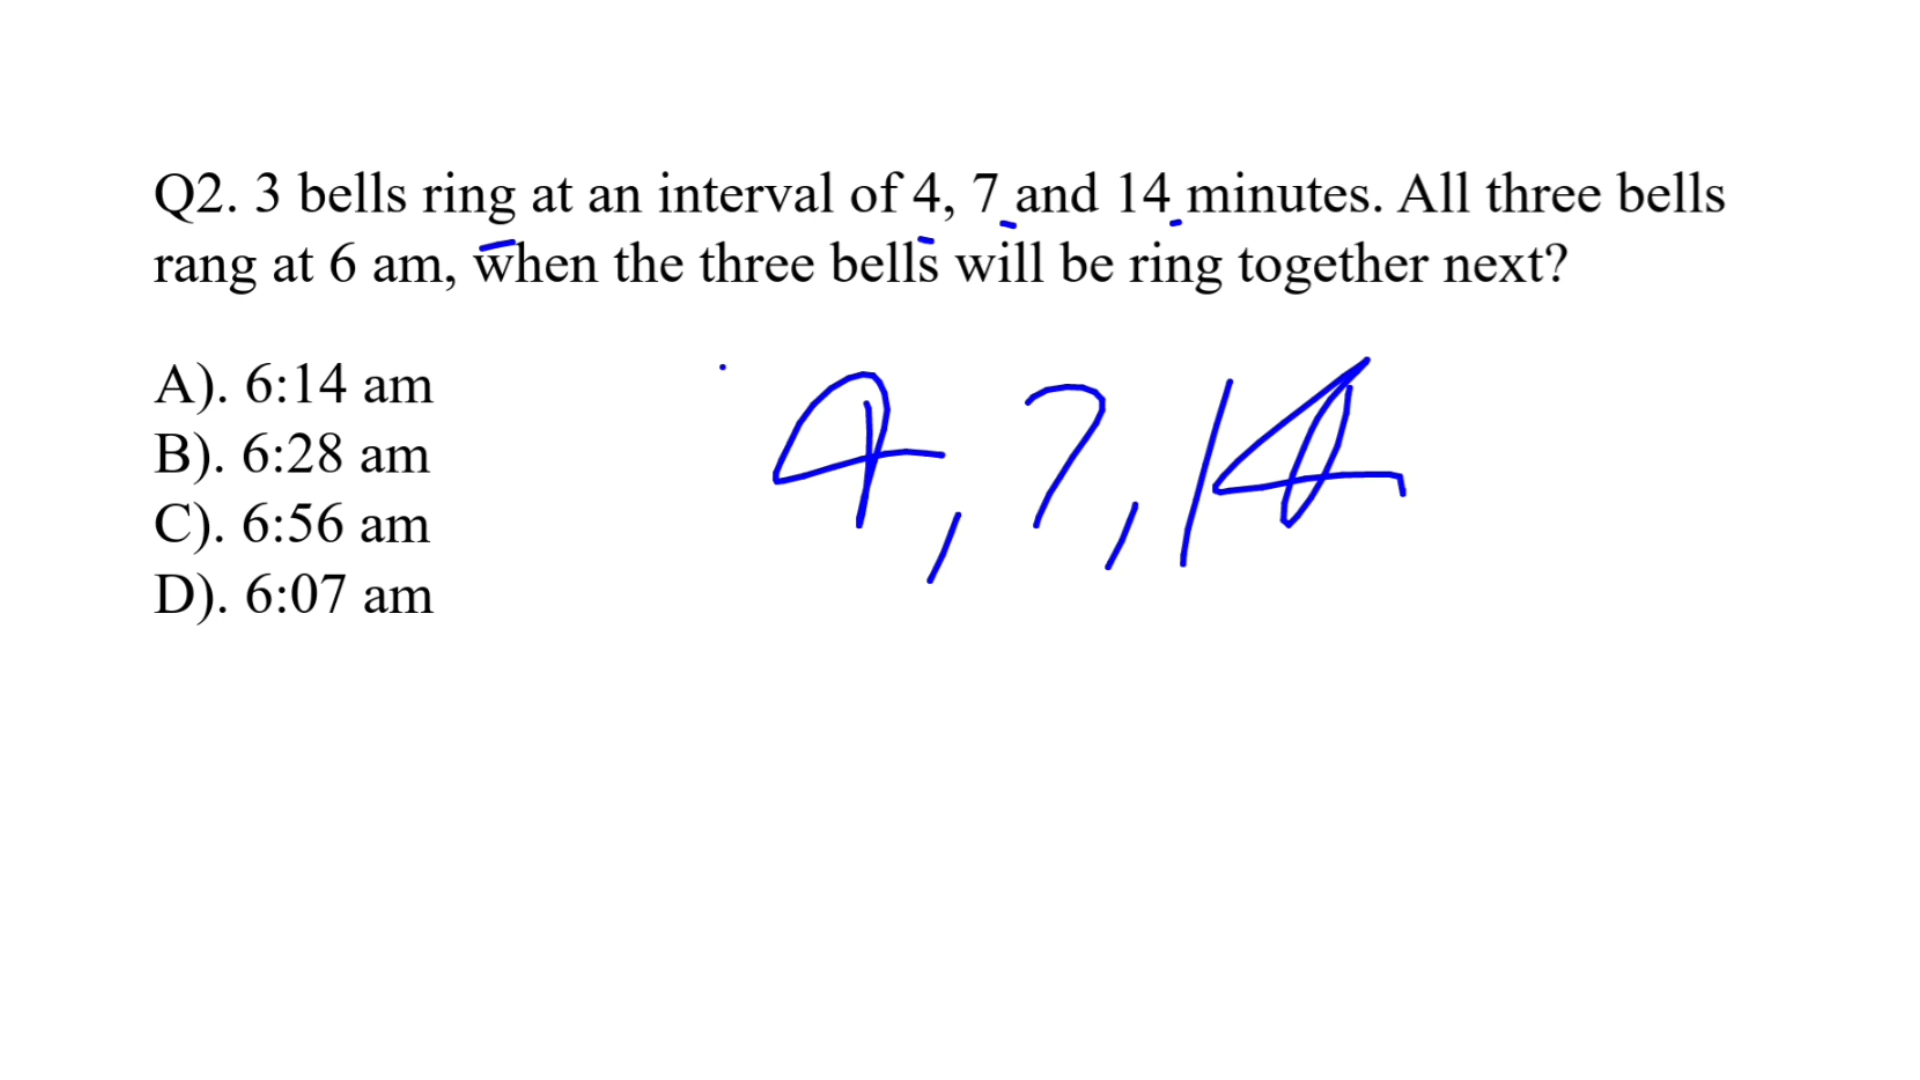 Q2. 3 bells ring at an interval of 4, 7 and 14 minutes. All three bells
rang at 6 am, when the three bells will be ring together next?
A). 6:14 am
B). 6:28 am
C). 6:56 am
D). 6:07 am
4, 7, 14